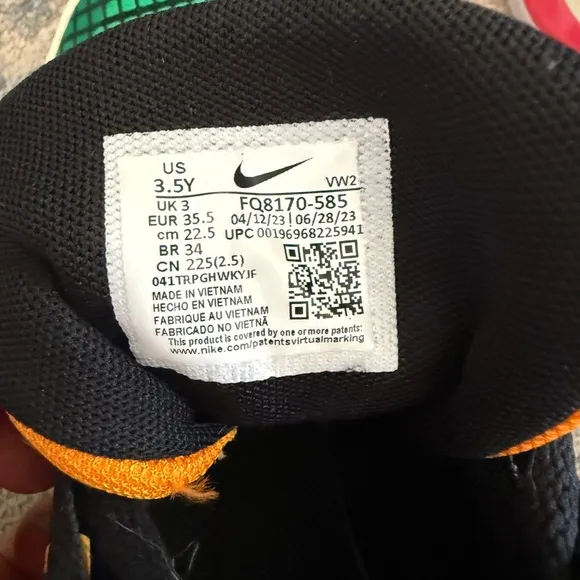 US
3.5Y VW2
UK 3 FQ8170-585
EUR 35.5 04/12/23 | 06/28/23
cm 22.5 UPC 00196968225941
BR 34
CN 225(2.5)
041TRPGHWKYJF
MADE IN VIETNAM
HECHO EN VIETNAM
FABRIQUE AU VIETNAM
FABRICADO NO VIETNÃ
This product is covered by one or more patents:
www.nike.com/patentsvirtualmarking